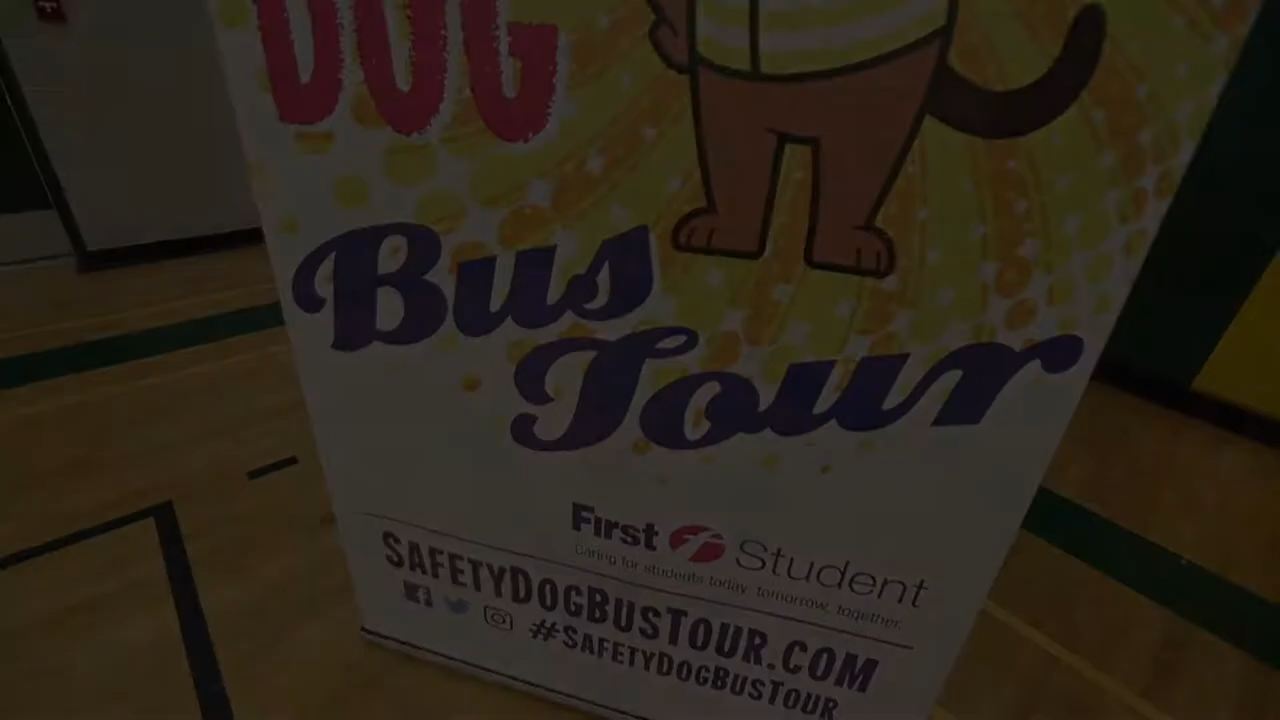 DOG
Bus
Tour
First f Student
Caring for students today, tomorrow, together.
SAFETYDOGBUSTOUR.COM
#SAFETYDOGBUSTOUR